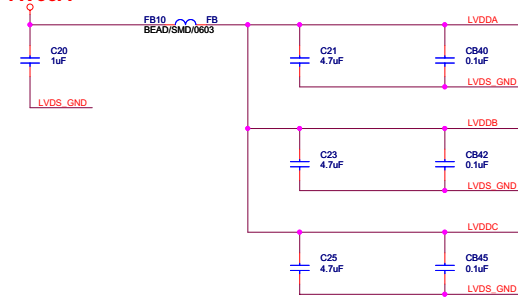 FB10 FB LVDDA
BEAD/SMD/0603
C20
1uF
C21
4.7uF
CB40
0.1uF
LVDS_GND
LVDS_GND
LVDDB
C23
4.7uF
CB42
0.1uF
LVDS_GND
LVDDC
C25
4.7uF
CB45
0.1uF
LVDS_GND